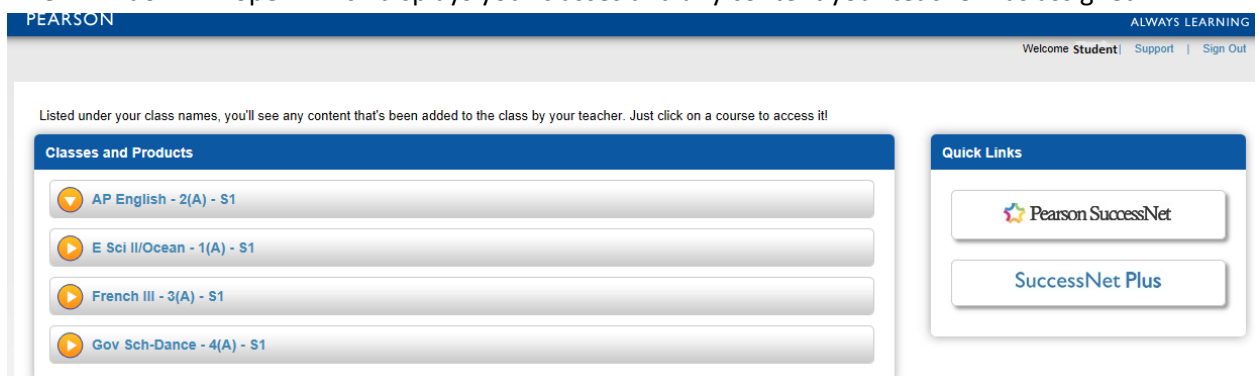 PEARSON
ALWAYS LEARNING
Welcome Student | Support | Sign Out
Listed under your class names, you'll see any content that's been added to the class by your teacher. Just click on a course to access it!
Classes and Products
Quick Links
AP English - 2(A) - S1
Pearson SuccessNet
E Sci II/Ocean - 1(A) - S1
SuccessNet Plus
French III - 3(A) - S1
Gov Sch-Dance - 4(A) - S1